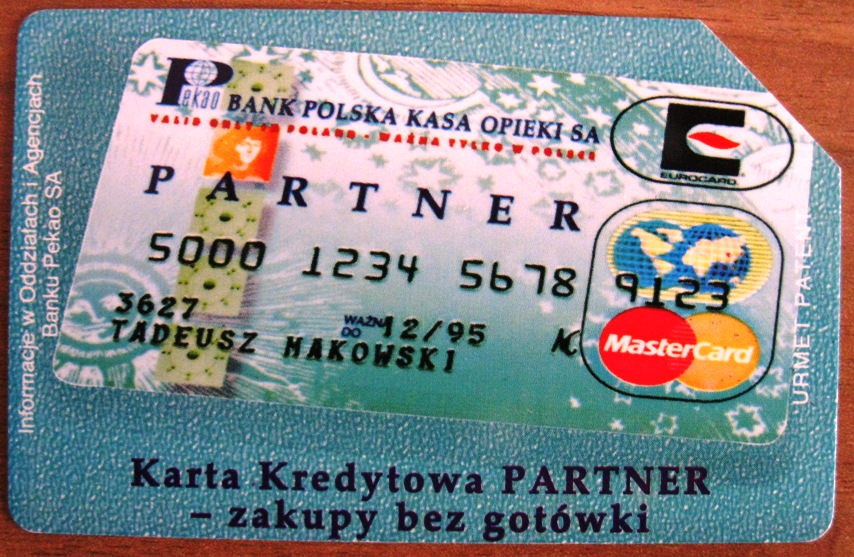 Pekao BANK POLSKA KASA OPIEKI SA
VALID ONLY IN POLAND - WAŻNA TYLKO W POLSCE
EUROCARD
PARTNER
5000 1234 5678 9123
3627 WAŻNA DO 12/95
TADEUSZ MAKOWSKI
MasterCard
Informacje w Oddziałach i Agencjach
Banku Pekao SA
URMET PATENT
Karta Kredytowa PARTNER
– zakupy bez gotówki